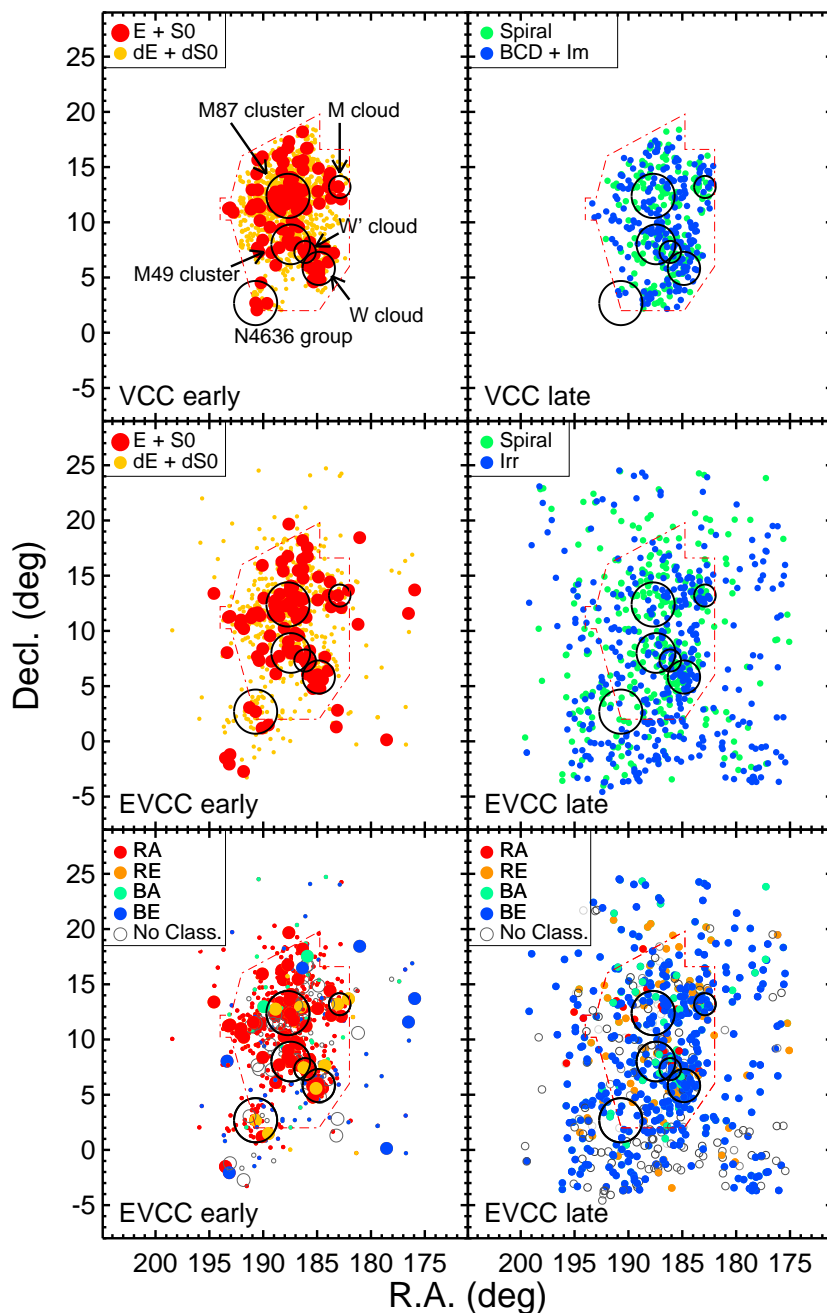 E + S0
dE + dS0
M87 cluster
M cloud
W' cloud
M49 cluster
W cloud
N4636 group
VCC early
25
20
15
10
5
0
-5
Spiral
BCD + Im
VCC late
E + S0
dE + dS0
EVCC early
25
20
15
10
5
0
-5
Spiral
Irr
EVCC late
Decl. (deg)
RA
RE
BA
BE
No Class.
EVCC early
25
20
15
10
5
0
-5
RA
RE
BA
BE
No Class.
EVCC late
200 195 190 185 180 175
200 195 190 185 180 175
R.A. (deg)